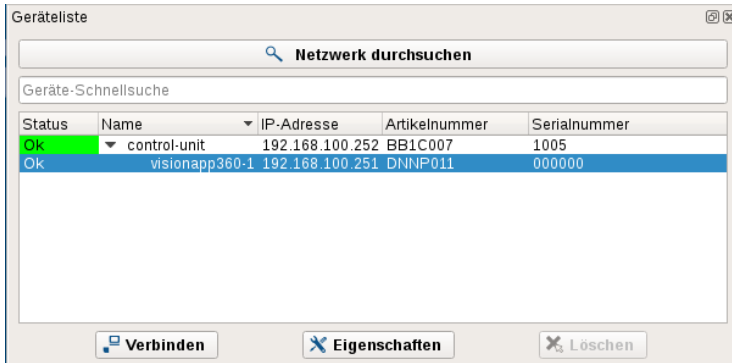 Geräteliste
Netzwerk durchsuchen
Geräte-Schnellsuche
Status Name IP-Adresse Artikelnummer Serialnummer
Ok control-unit 192.168.100.252 BB1C007 1005
Ok visionapp360-1 192.168.100.251 DNNP011 000000
Verbinden Eigenschaften Löschen